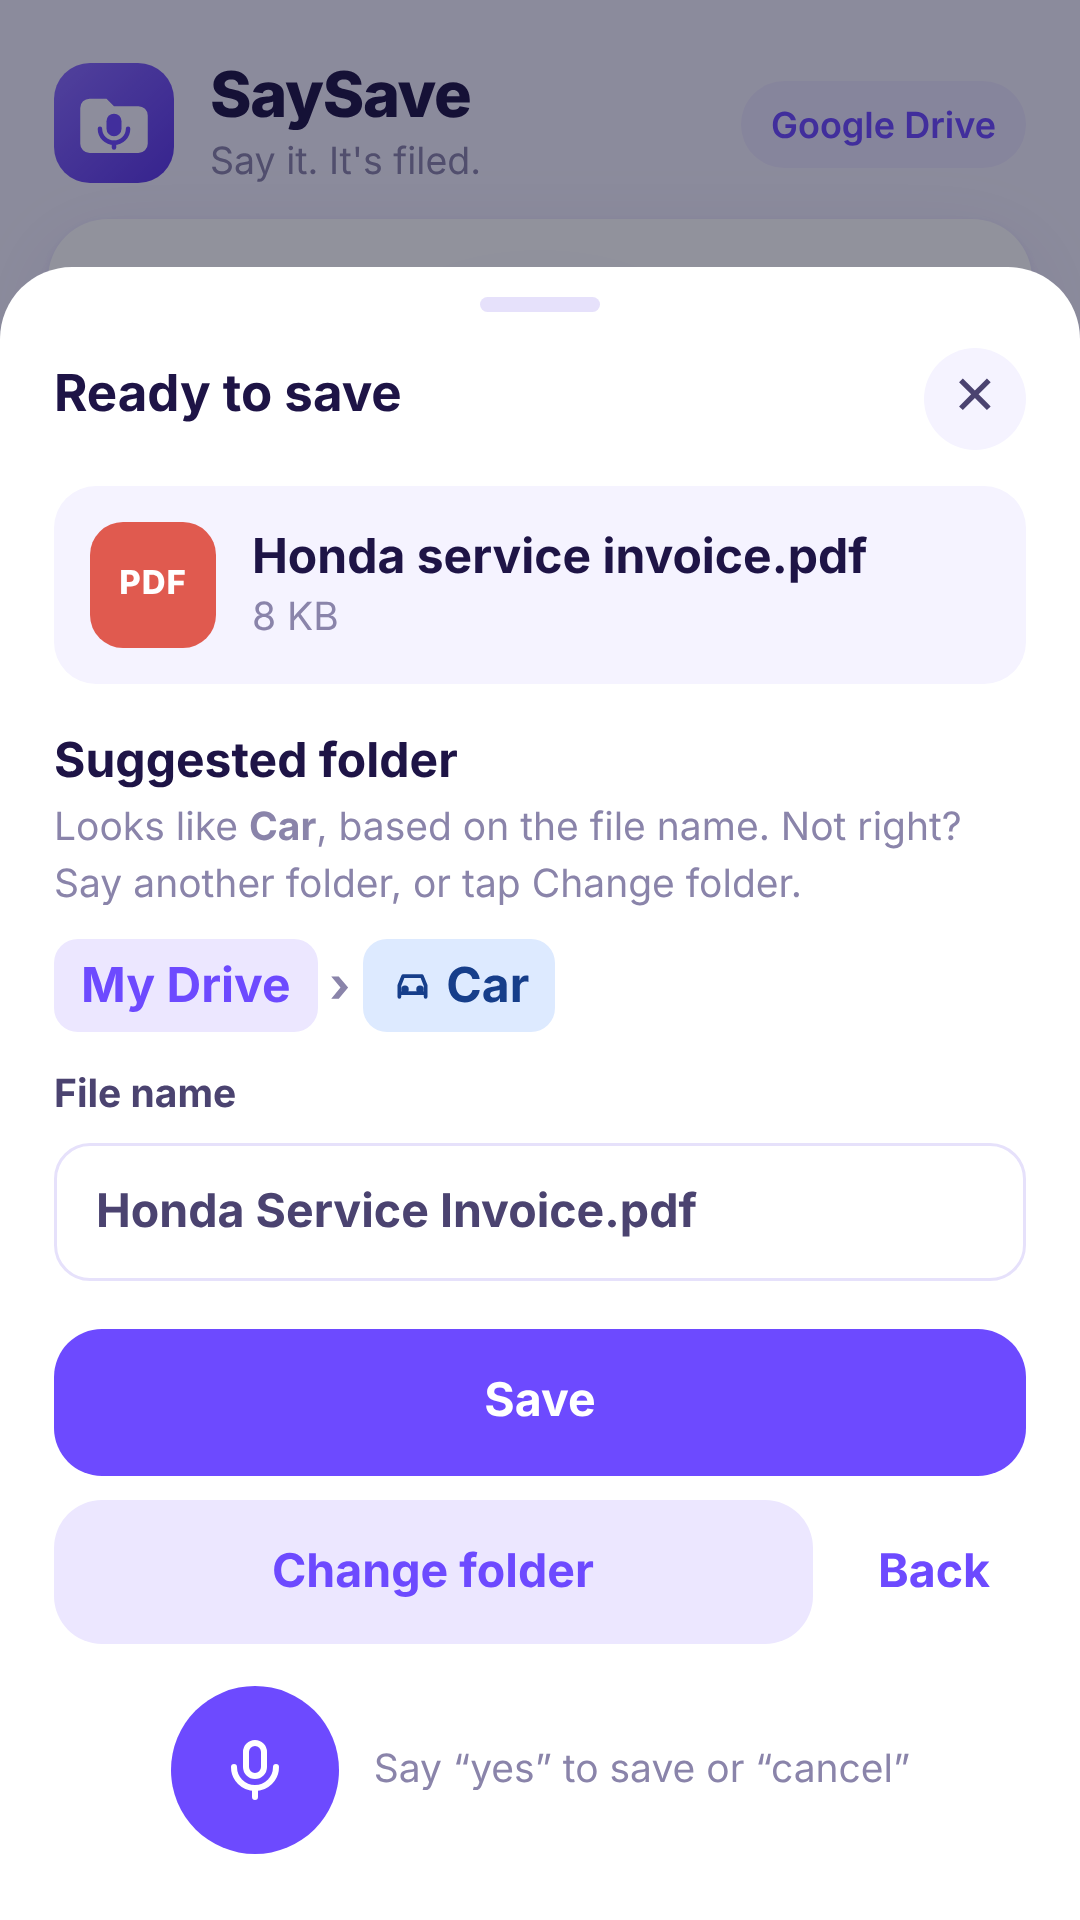 SaySave
Say it. It's filed.
Google Drive
Ready to save
PDF
Honda service invoice.pdf
8 KB
Suggested folder
Looks like Car, based on the file name. Not right?
Say another folder, or tap Change folder.
My Drive › Car
File name
Honda Service Invoice.pdf
Save
Change folder
Back
Say “yes” to save or “cancel”